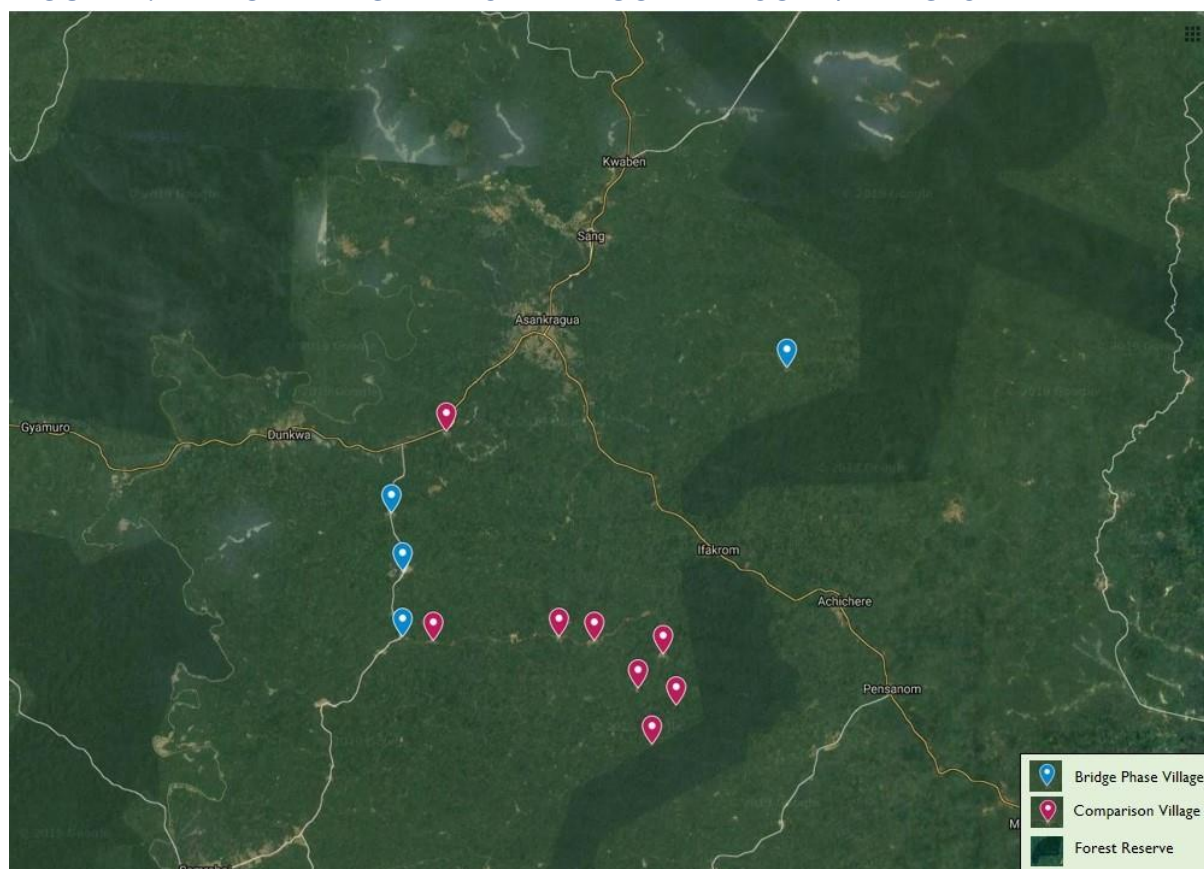 Kwaben
Sang
Asankragua
Gyamuro
Dunkwa
Ifakrom
Achichere
Pensanom
Bridge Phase Village
Comparison Village
Forest Reserve